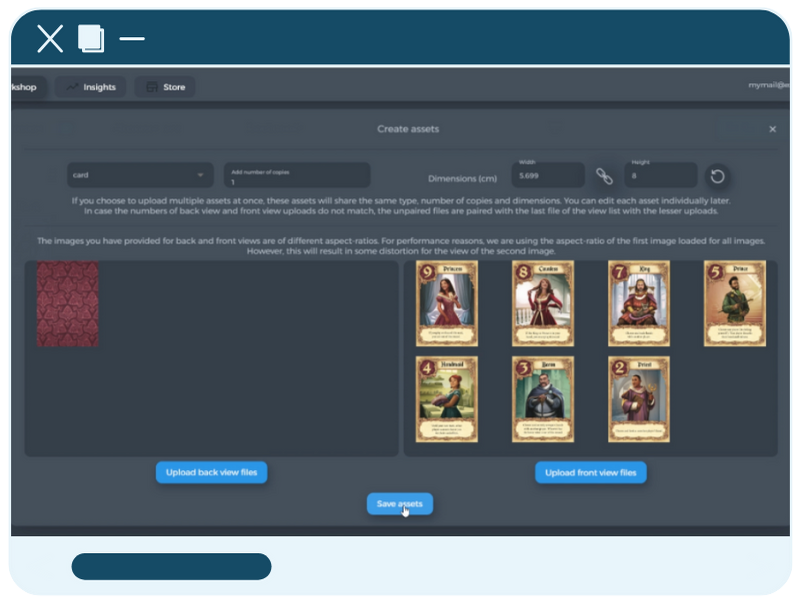 kshop
Insights
Store
mymail@
Create assets
card
Add number of copies
1
Dimensions (cm)
Width
5.699
Height
8
If you choose to upload multiple assets at once, these assets will share the same type, number of copies and dimensions. You can edit each asset individually later.
In case the numbers of back view and front view uploads do not match, the unpaired files are paired with the last file of the view list with the lesser uploads.
The images you have provided for back and front views are of different aspect-ratios. For performance reasons, we are using the aspect-ratio of the first image loaded for all images.
However, this will result in some distortion for the view of the second image.
9 Princess
8
7 King
5 Prince
4
3 Baron
2 Priest
Upload back view files
Upload front view files
Save assets